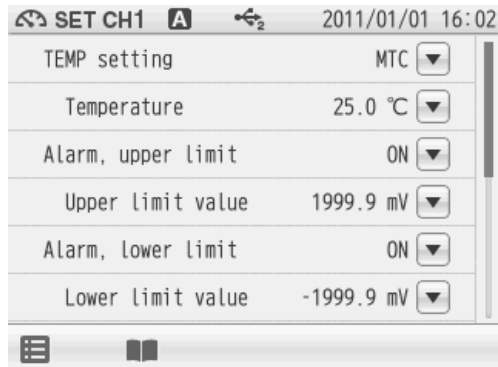 SET CH1 A 2 2011/01/01 16:02
TEMP setting MTC
Temperature 25.0 ℃
Alarm, upper limit ON
Upper limit value 1999.9 mV
Alarm, lower limit ON
Lower limit value -1999.9 mV